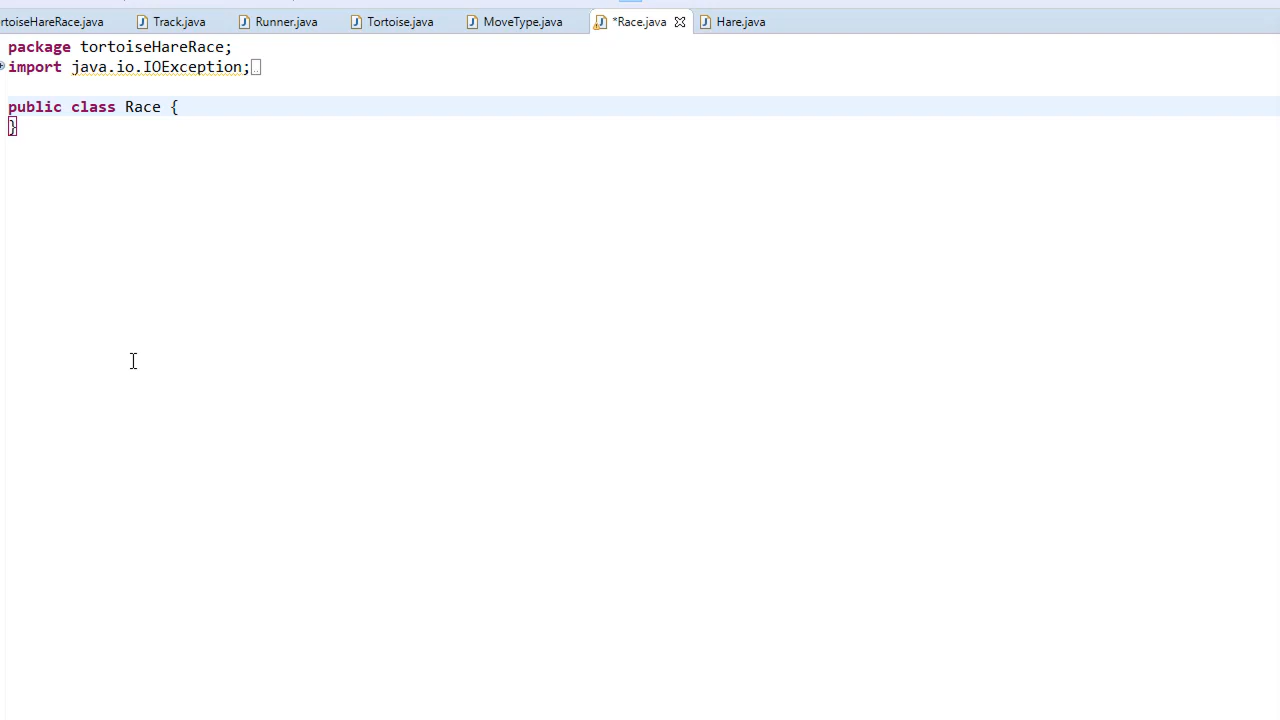 rtoiseHareRace.java Track.java Runner.java Tortoise.java MoveType.java *Race.java Hare.java
package tortoiseHareRace;
import java.io.IOException;
public class Race {
}